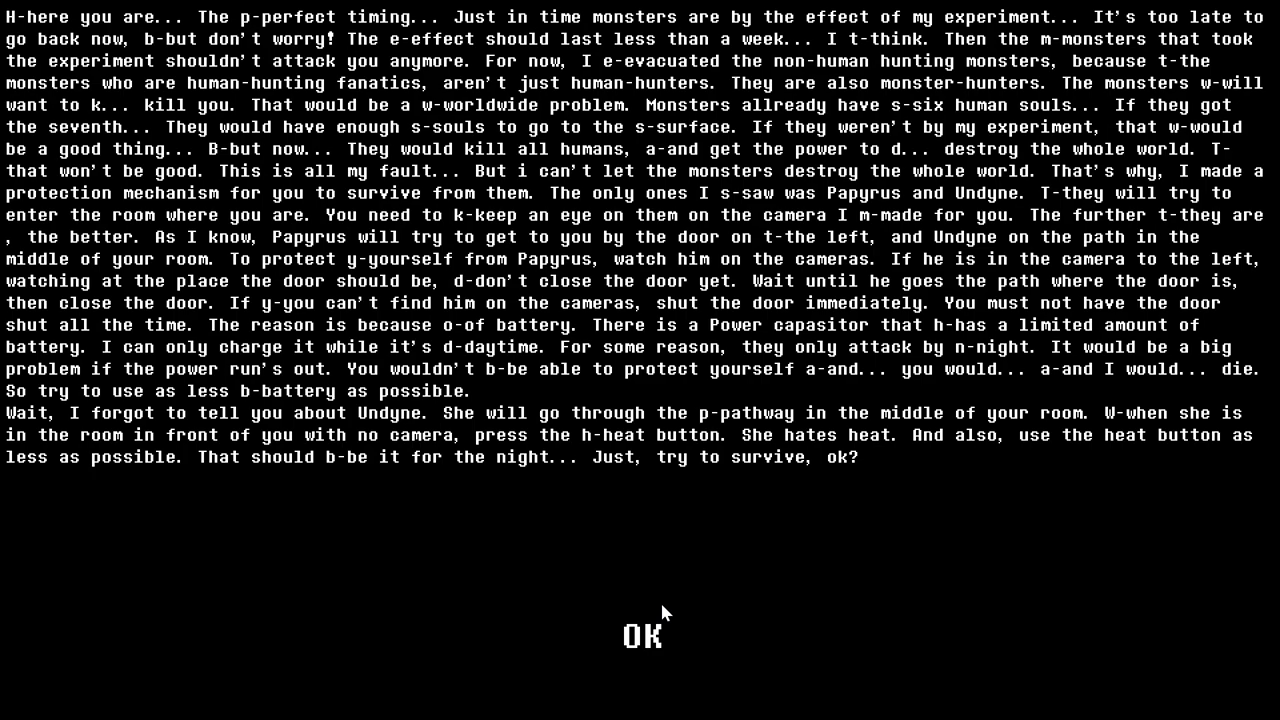 H-here you are... The p-perfect timing... Just in time monsters are by the effect of my experiment... It's too late to
go back now, b-but don't worry! The e-effect should last less than a week... I t-think. Then the m-monsters that took
the experiment shouldn't attack you anymore. For now, I e-evacuated the non-human hunting monsters, because t-the
monsters who are human-hunting fanatics, aren't just human-hunters. They are also monster-hunters. The monsters w-will
want to k... kill you. That would be a w-worldwide problem. Monsters allready have s-six human souls... If they got
the seventh... They would have enough s-souls to go to the s-surface. If they weren't by my experiment, that w-would
be a good thing... B-but now... They would kill all humans, a-and get the power to d... destroy the whole world. T-
that won't be good. This is all my fault... But i can't let the monsters destroy the whole world. That's why, I made a
protection mechanism for you to survive from them. The only ones I s-saw was Papyrus and Undyne. T-they will try to
enter the room where you are. You need to k-keep an eye on them on the camera I m-made for you. The further t-they are
, the better. As I know, Papyrus will try to get to you by the door on t-the left, and Undyne on the path in the
middle of your room. To protect y-yourself from Papyrus, watch him on the cameras. If he is in the camera to the left,
watching at the place the door should be, d-don't close the door yet. Wait until he goes the path where the door is,
then close the door. If y-you can't find him on the cameras, shut the door immediately. You must not have the door
shut all the time. The reason is because o-of battery. There is a Power capasitor that h-has a limited amount of
battery. I can only charge it while it's d-daytime. For some reason, they only attack by n-night. It would be a big
problem if the power run's out. You wouldn't b-be able to protect yourself a-and... you would... a-and I would... die.
So try to use as less b-battery as possible.
Wait, I forgot to tell you about Undyne. She will go through the p-pathway in the middle of your room. W-when she is
in the room in front of you with no camera, press the h-heat button. She hates heat. And also, use the heat button as
less as possible. That should b-be it for the night... Just, try to survive, ok?
OK